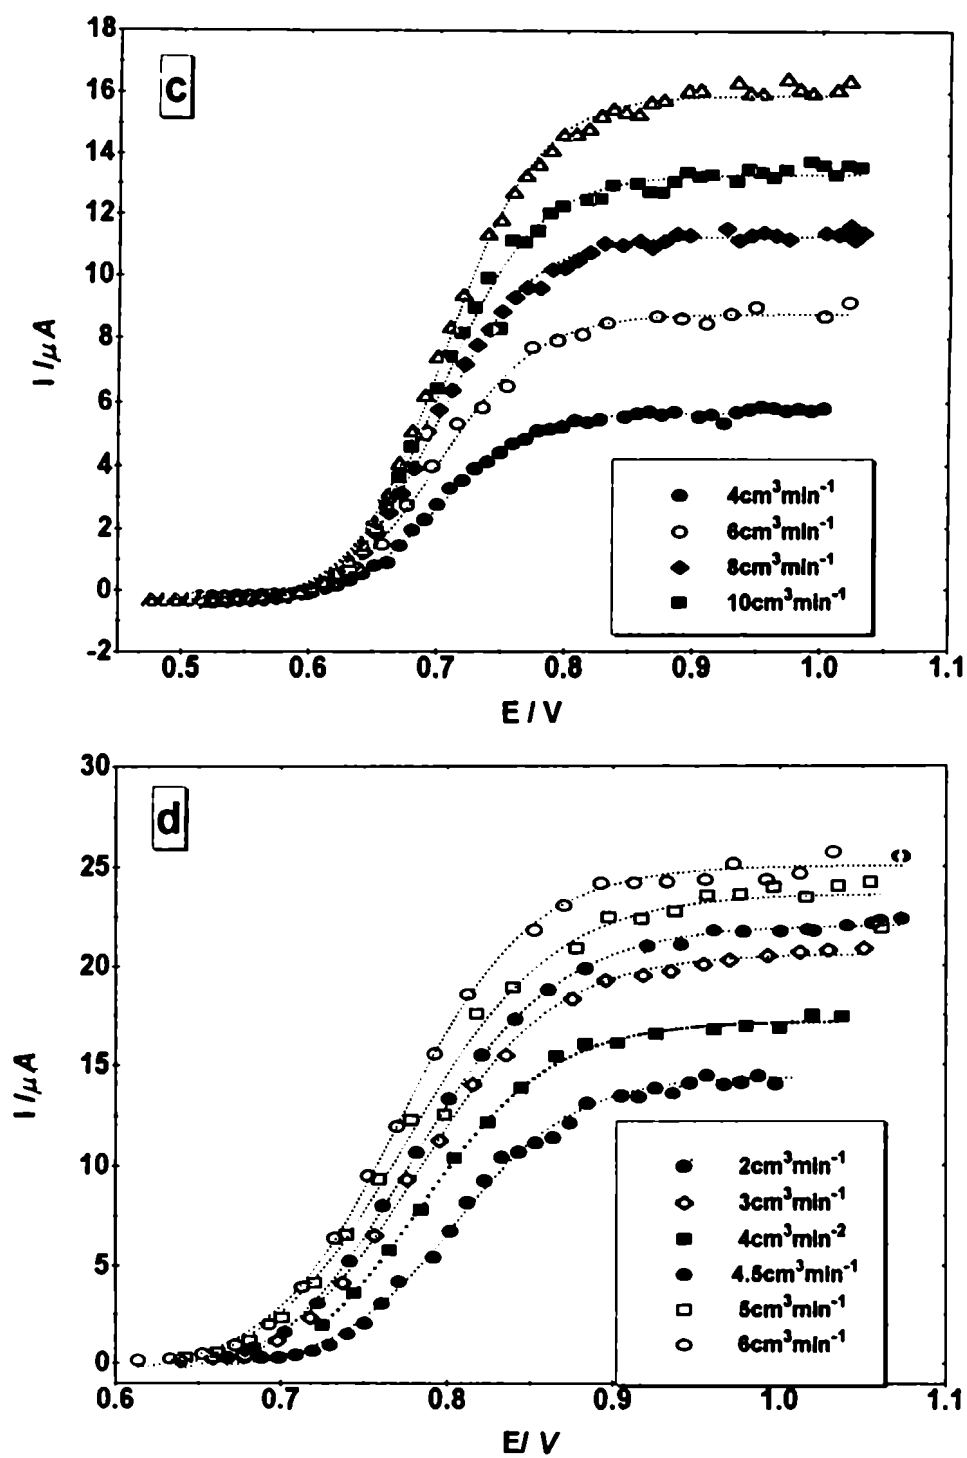 18
c
16
14
12
10
8
6
4
2
0
-2
I /μA
4cm³min⁻¹
6cm³min⁻¹
8cm³min⁻¹
10cm³min⁻¹
0.5 0.6 0.7 0.8 0.9 1.0 1.1
E / V
30
d
25
20
15
10
5
0
I /μA
2cm³min⁻¹
3cm³min⁻¹
4cm³min⁻²
4.5cm³min⁻¹
5cm³min⁻¹
6cm³min⁻¹
0.6 0.7 0.8 0.9 1.0 1.1
E/ V